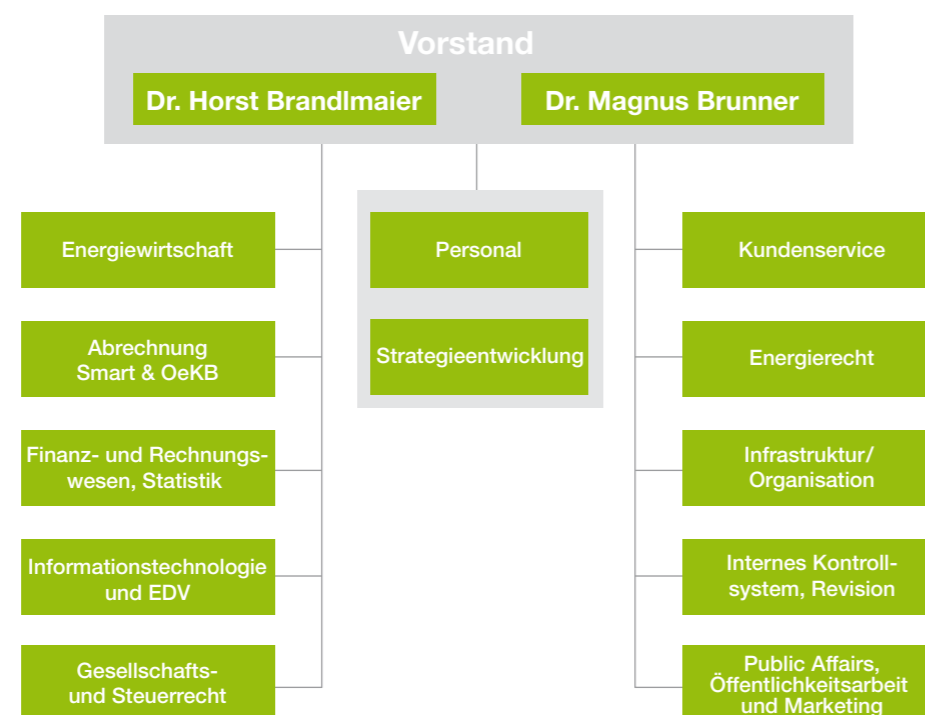 Vorstand
Dr. Horst Brandlmaier
Dr. Magnus Brunner
Energiewirtschaft
Abrechnung
Smart & OeKB
Finanz- und Rechnungs-
wesen, Statistik
Informationstechnologie
und EDV
Gesellschafts-
und Steuerrecht
Personal
Strategieentwicklung
Kundenservice
Energierecht
Infrastruktur/
Organisation
Internes Kontroll-
system, Revision
Public Affairs,
Öffentlichkeitsarbeit
und Marketing